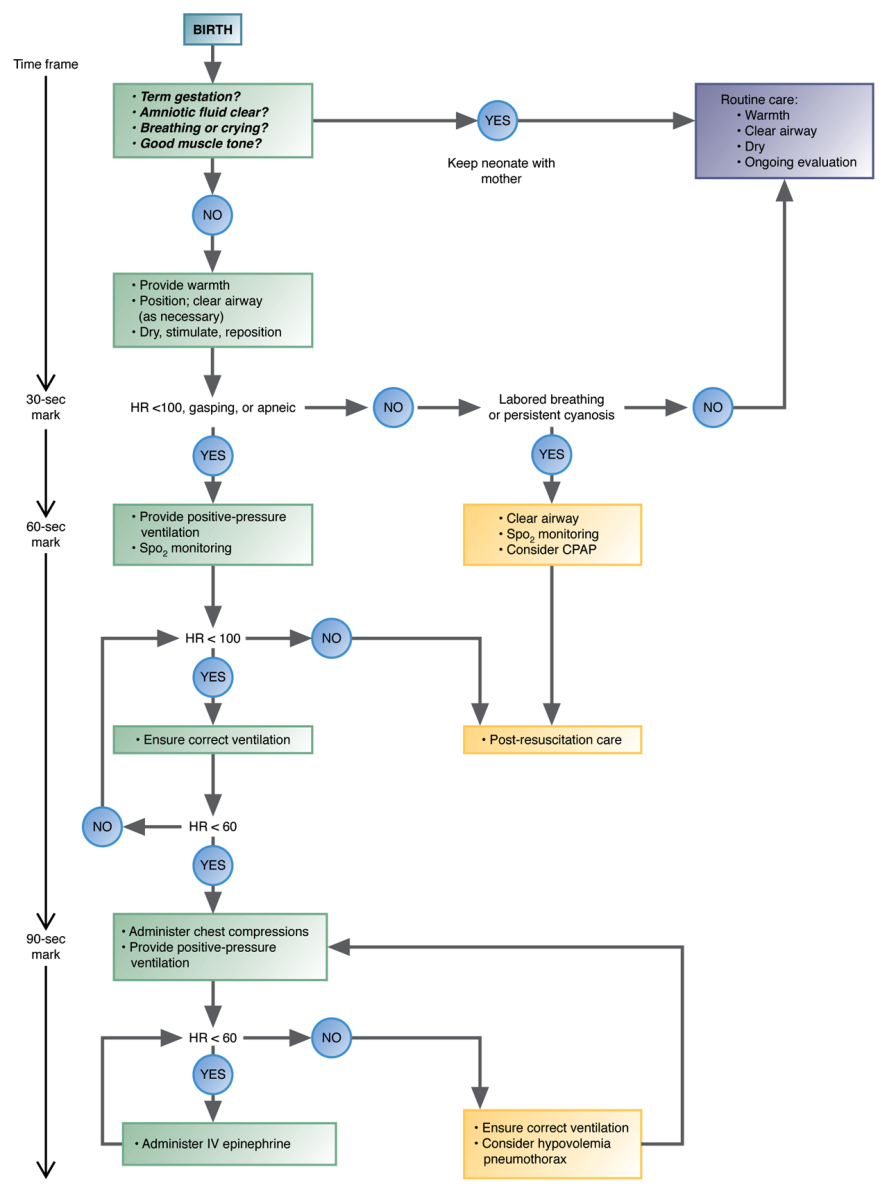 BIRTH
Time frame
• Term gestation?
• Amniotic fluid clear?
• Breathing or crying?
• Good muscle tone?
YES
Keep neonate with
mother
Routine care:
• Warmth
• Clear airway
• Dry
• Ongoing evaluation
NO
• Provide warmth
• Position; clear airway
(as necessary)
• Dry, stimulate, reposition
30-sec
mark
HR <100, gasping, or apneic
NO
Labored breathing
or persistent cyanosis
NO
YES
YES
60-sec
mark
• Provide positive-pressure
ventilation
• Spo2 monitoring
• Clear airway
• Spo2 monitoring
• Consider CPAP
HR < 100
NO
YES
• Ensure correct ventilation
• Post-resuscitation care
NO
HR < 60
YES
90-sec
mark
• Administer chest compressions
• Provide positive-pressure
ventilation
HR < 60
NO
YES
• Administer IV epinephrine
• Ensure correct ventilation
• Consider hypovolemia
pneumothorax